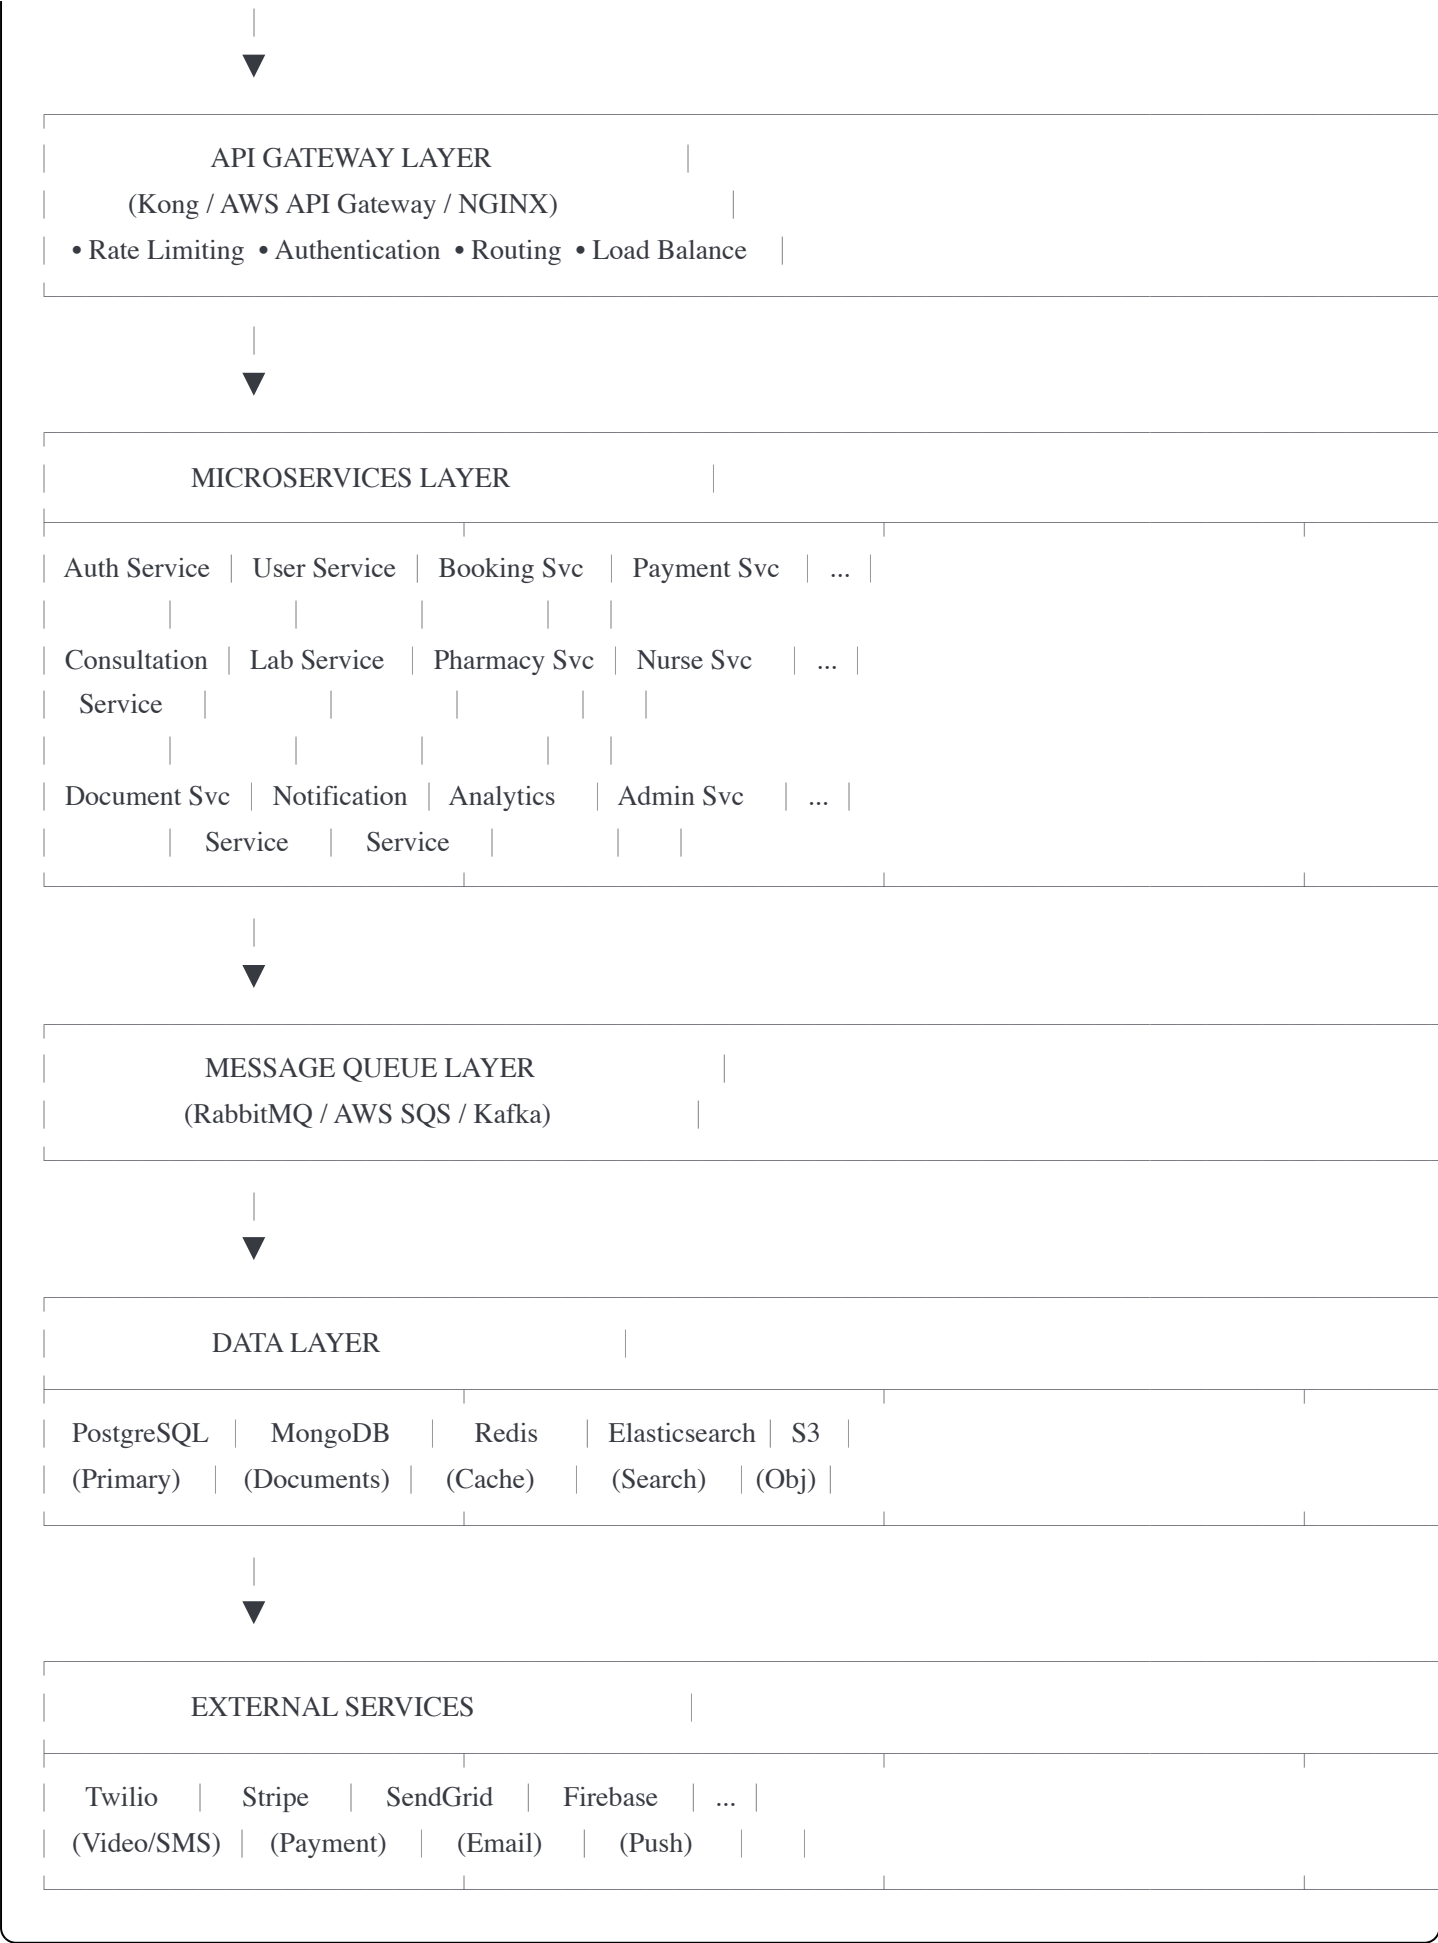 API GATEWAY LAYER
(Kong / AWS API Gateway / NGINX)
• Rate Limiting • Authentication • Routing • Load Balance
MICROSERVICES LAYER
Auth Service | User Service | Booking Svc | Payment Svc | ... |
Consultation | Lab Service | Pharmacy Svc | Nurse Svc | ... |
Service
Document Svc | Notification | Analytics | Admin Svc | ... |
Service | Service
MESSAGE QUEUE LAYER
(RabbitMQ / AWS SQS / Kafka)
DATA LAYER
PostgreSQL | MongoDB | Redis | Elasticsearch | S3 |
(Primary) | (Documents) | (Cache) | (Search) | (Obj) |
EXTERNAL SERVICES
Twilio | Stripe | SendGrid | Firebase | ... |
(Video/SMS) | (Payment) | (Email) | (Push) |